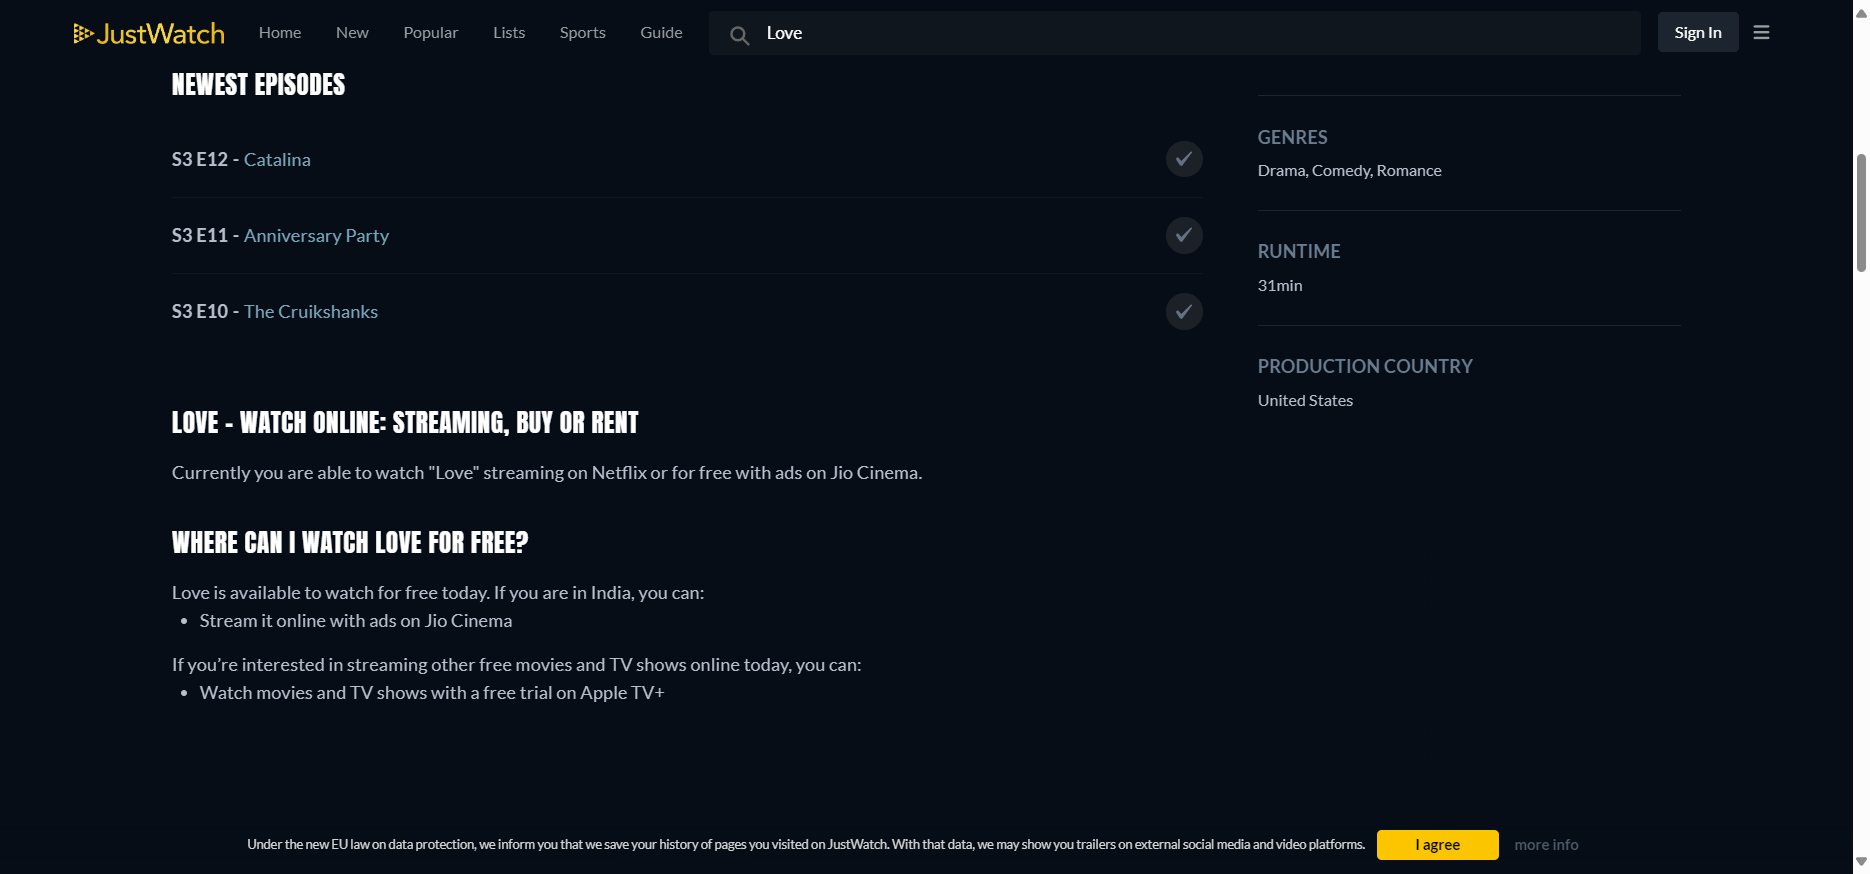 JustWatch
Home
New
Popular
Lists
Sports
Guide
Love
Sign In
NEWEST EPISODES
S3 E12 - Catalina
S3 E11 - Anniversary Party
S3 E10 - The Cruikshanks
GENRES
Drama, Comedy, Romance
RUNTIME
31min
PRODUCTION COUNTRY
United States
LOVE - WATCH ONLINE: STREAMING, BUY OR RENT
Currently you are able to watch "Love" streaming on Netflix or for free with ads on Jio Cinema.
WHERE CAN I WATCH LOVE FOR FREE?
Love is available to watch for free today. If you are in India, you can:
• Stream it online with ads on Jio Cinema
If you’re interested in streaming other free movies and TV shows online today, you can:
• Watch movies and TV shows with a free trial on Apple TV+
Under the new EU law on data protection, we inform you that we save your history of pages you visited on JustWatch. With that data, we may show you trailers on external social media and video platforms.
I agree
more info